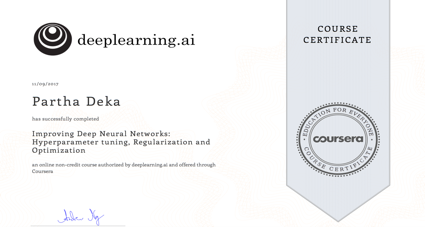 deeplearning.ai
COURSE
CERTIFICATE
11/09/2017
Partha Deka
has successfully completed
Improving Deep Neural Networks:
Hyperparameter tuning, Regularization and
Optimization
an online non-credit course authorized by deeplearning.ai and offered through
Coursera
EDUCATION FOR EVERYONE
coursera
COURSE CERTIFICATE